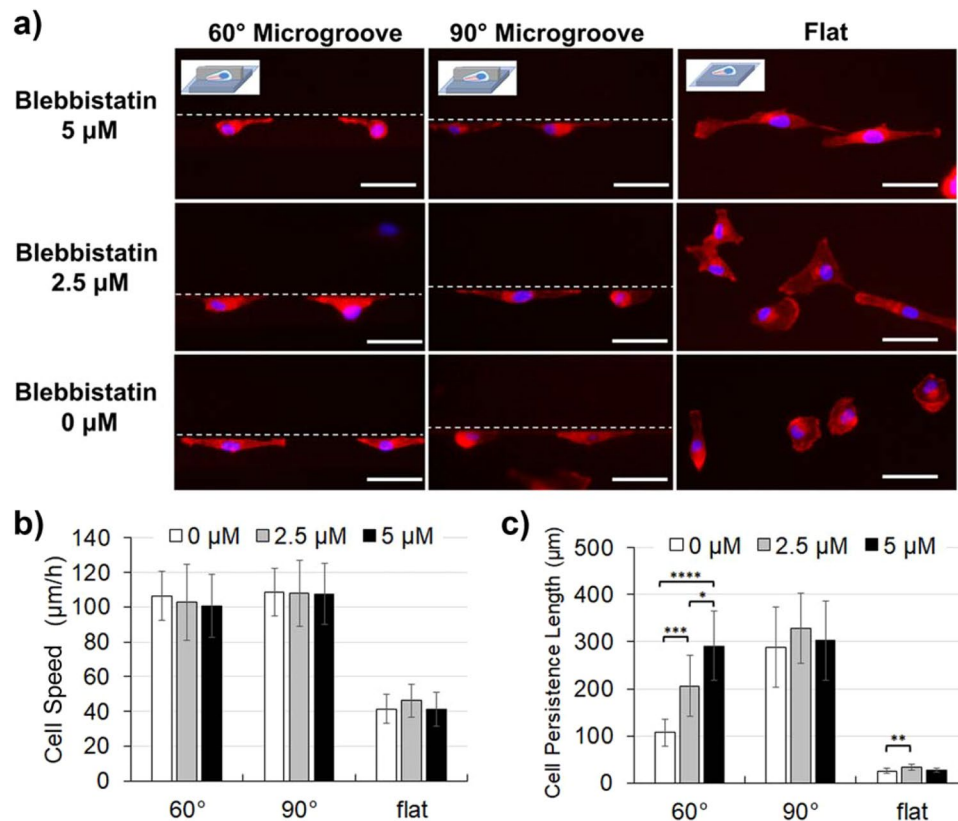 a)
60° Microgroove 90° Microgroove Flat
Blebbistatin
5 µM
Blebbistatin
2.5 µM
Blebbistatin
0 µM
b)
0 µM 2.5 µM 5 µM
Cell Speed (µm/h)
140
120
100
80
60
40
20
0
60° 90° flat
c)
0 µM 2.5 µM 5 µM
Cell Persistence Length (µm)
500
400
300
200
100
0
****
*
***
**
60° 90° flat